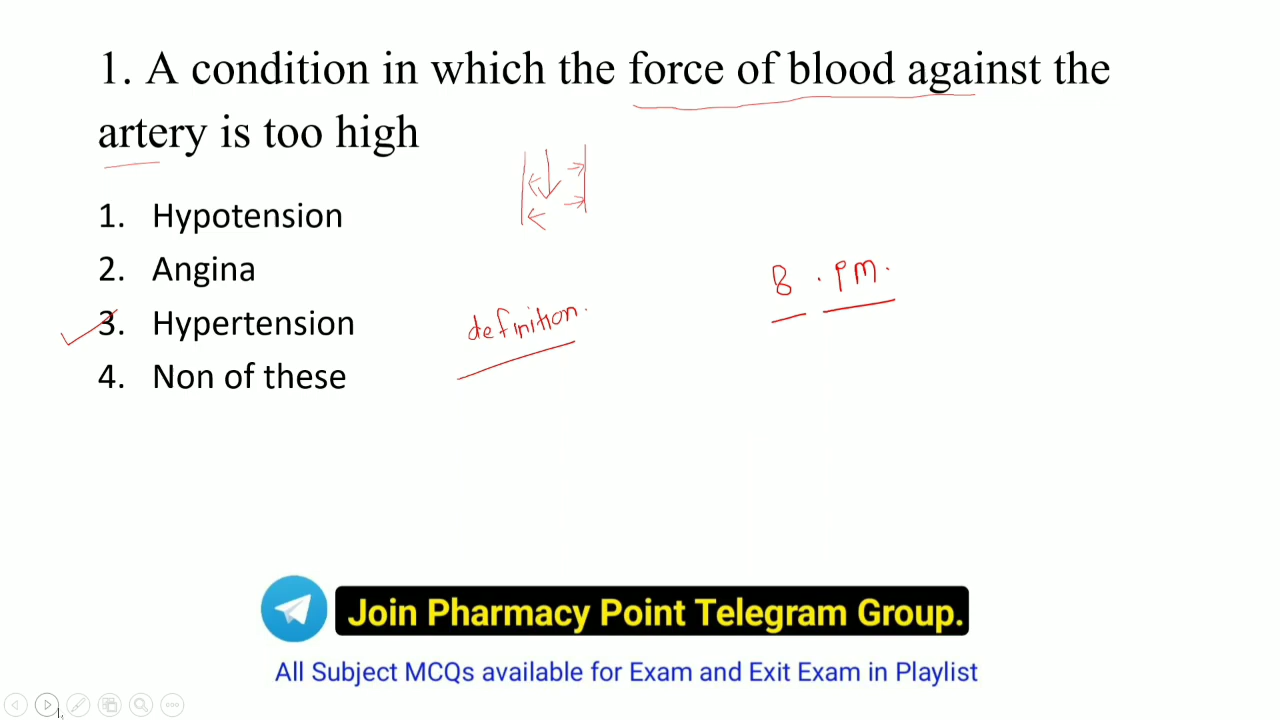 1. A condition in which the force of blood against the
artery is too high
1. Hypotension
2. Angina
3. Hypertension
4. Non of these
definition.
8 . PM.
Join Pharmacy Point Telegram Group.
All Subject MCQs available for Exam and Exit Exam in Playlist